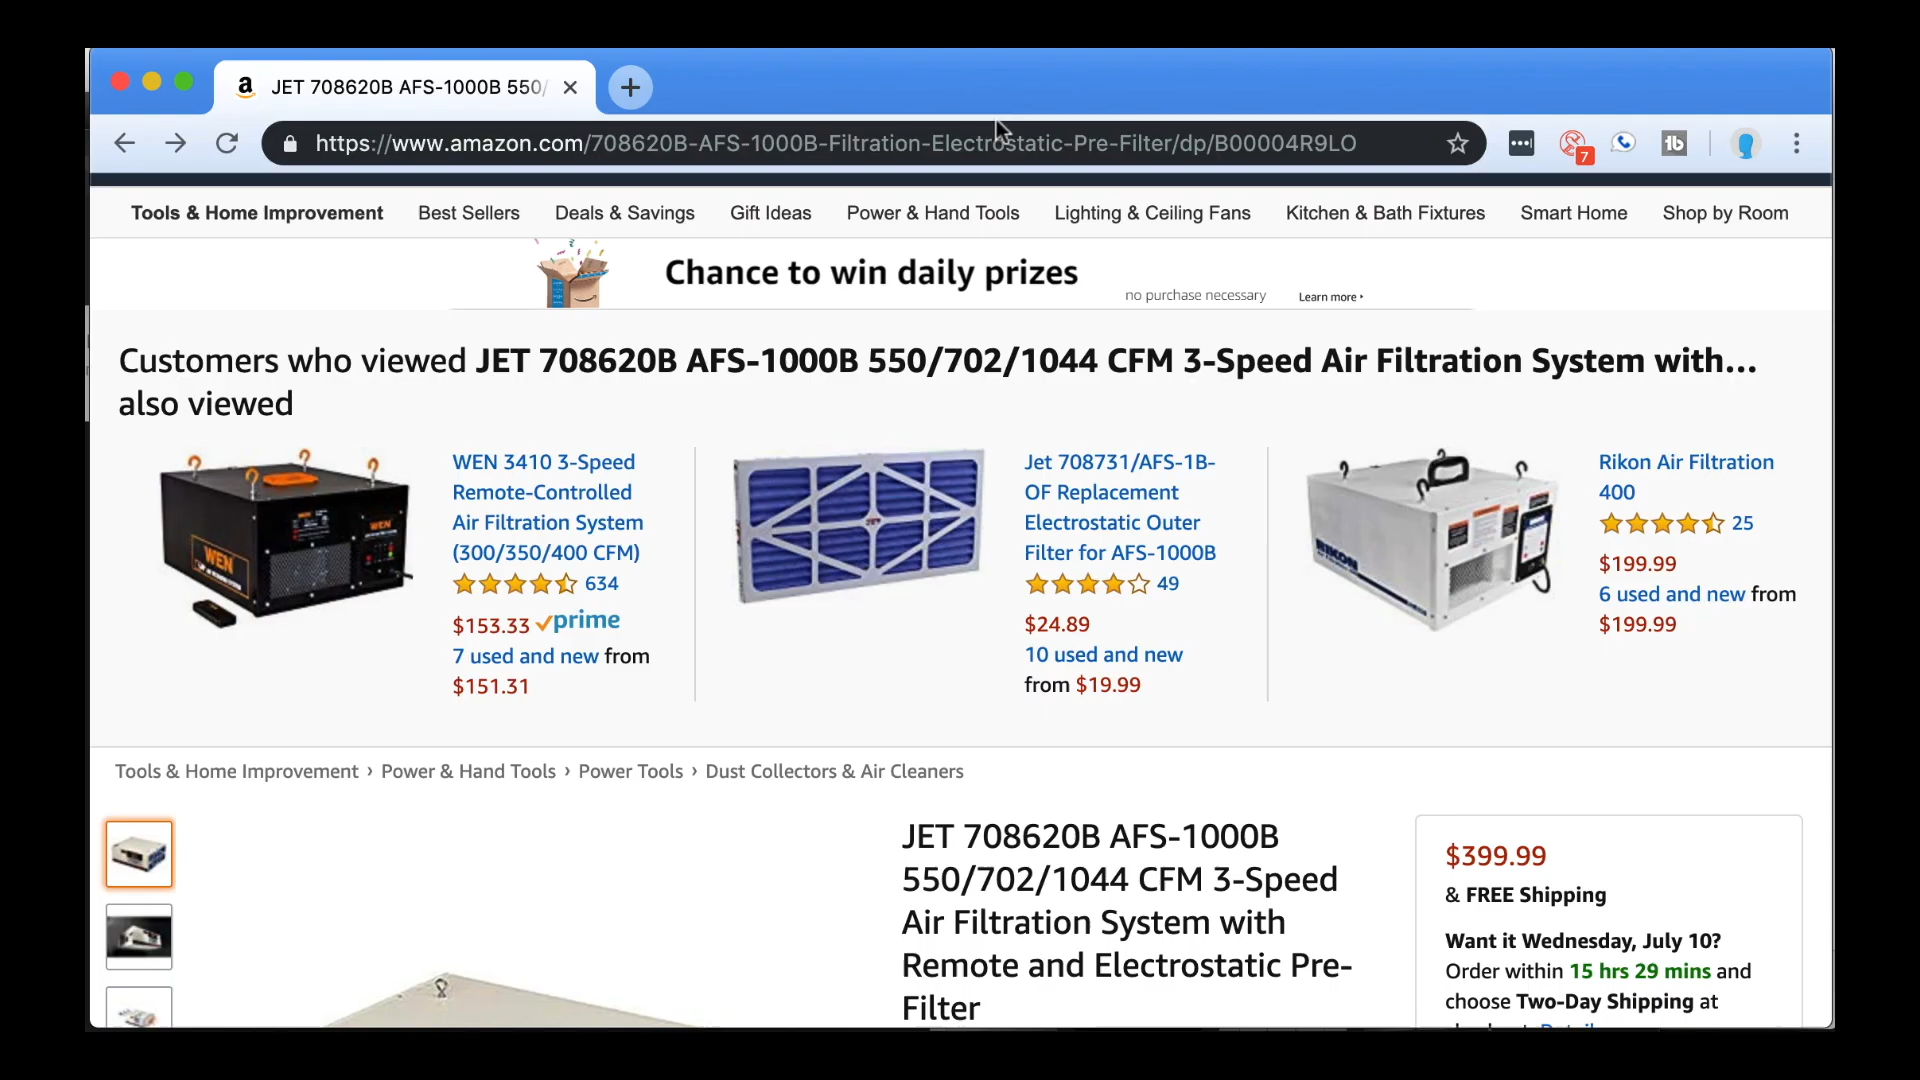 JET 708620B AFS-1000B 550/
https://www.amazon.com/708620B-AFS-1000B-Filtration-Electrostatic-Pre-Filter/dp/B00004R9LO
7
Tools & Home Improvement Best Sellers Deals & Savings Gift Ideas Power & Hand Tools Lighting & Ceiling Fans Kitchen & Bath Fixtures Smart Home Shop by Room
Chance to win daily prizes
no purchase necessary Learn more
Customers who viewed JET 708620B AFS-1000B 550/702/1044 CFM 3-Speed Air Filtration System with...
also viewed
WEN
WEN
WEN 3410 3-Speed
Remote-Controlled
Air Filtration System
(300/350/400 CFM)
634
$153.33 prime
7 used and new from
$151.31
Jet 708731/AFS-1B-
OF Replacement
Electrostatic Outer
Filter for AFS-1000B
49
$24.89
10 used and new
from $19.99
RIKON
Rikon Air Filtration
400
25
$199.99
6 used and new from
$199.99
Tools & Home Improvement › Power & Hand Tools › Power Tools › Dust Collectors & Air Cleaners
JET 708620B AFS-1000B
550/702/1044 CFM 3-Speed
Air Filtration System with
Remote and Electrostatic Pre-
Filter
$399.99
& FREE Shipping
Want it Wednesday, July 10?
Order within 15 hrs 29 mins and
choose Two-Day Shipping at